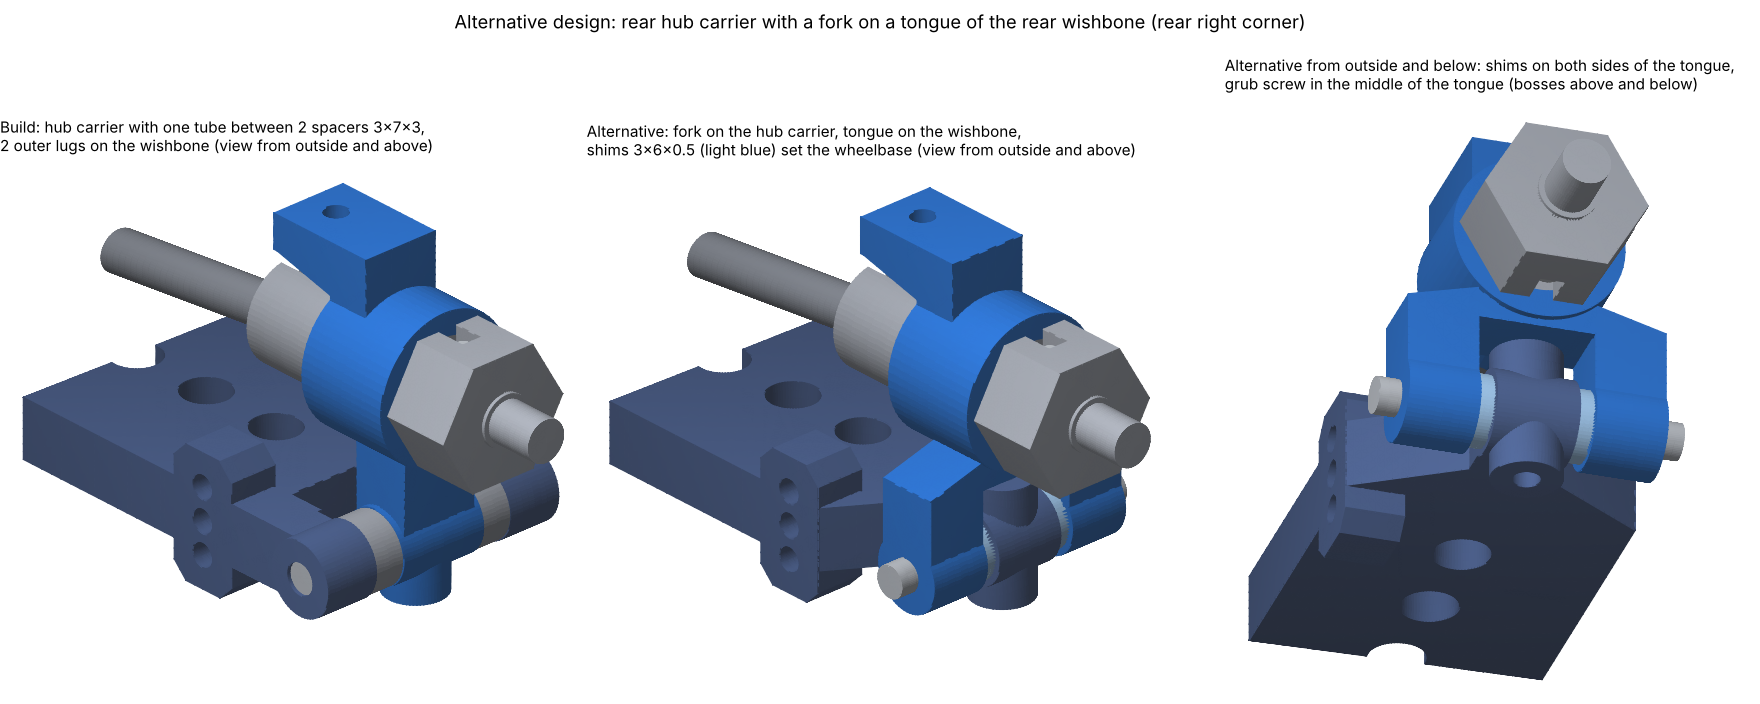 Alternative design: rear hub carrier with a fork on a tongue of the rear wishbone (rear right corner)
Build: hub carrier with one tube between 2 spacers 3×7×3,
2 outer lugs on the wishbone (view from outside and above)
Alternative: fork on the hub carrier, tongue on the wishbone,
shims 3×6×0.5 (light blue) set the wheelbase (view from outside and above)
Alternative from outside and below: shims on both sides of the tongue,
grub screw in the middle of the tongue (bosses above and below)